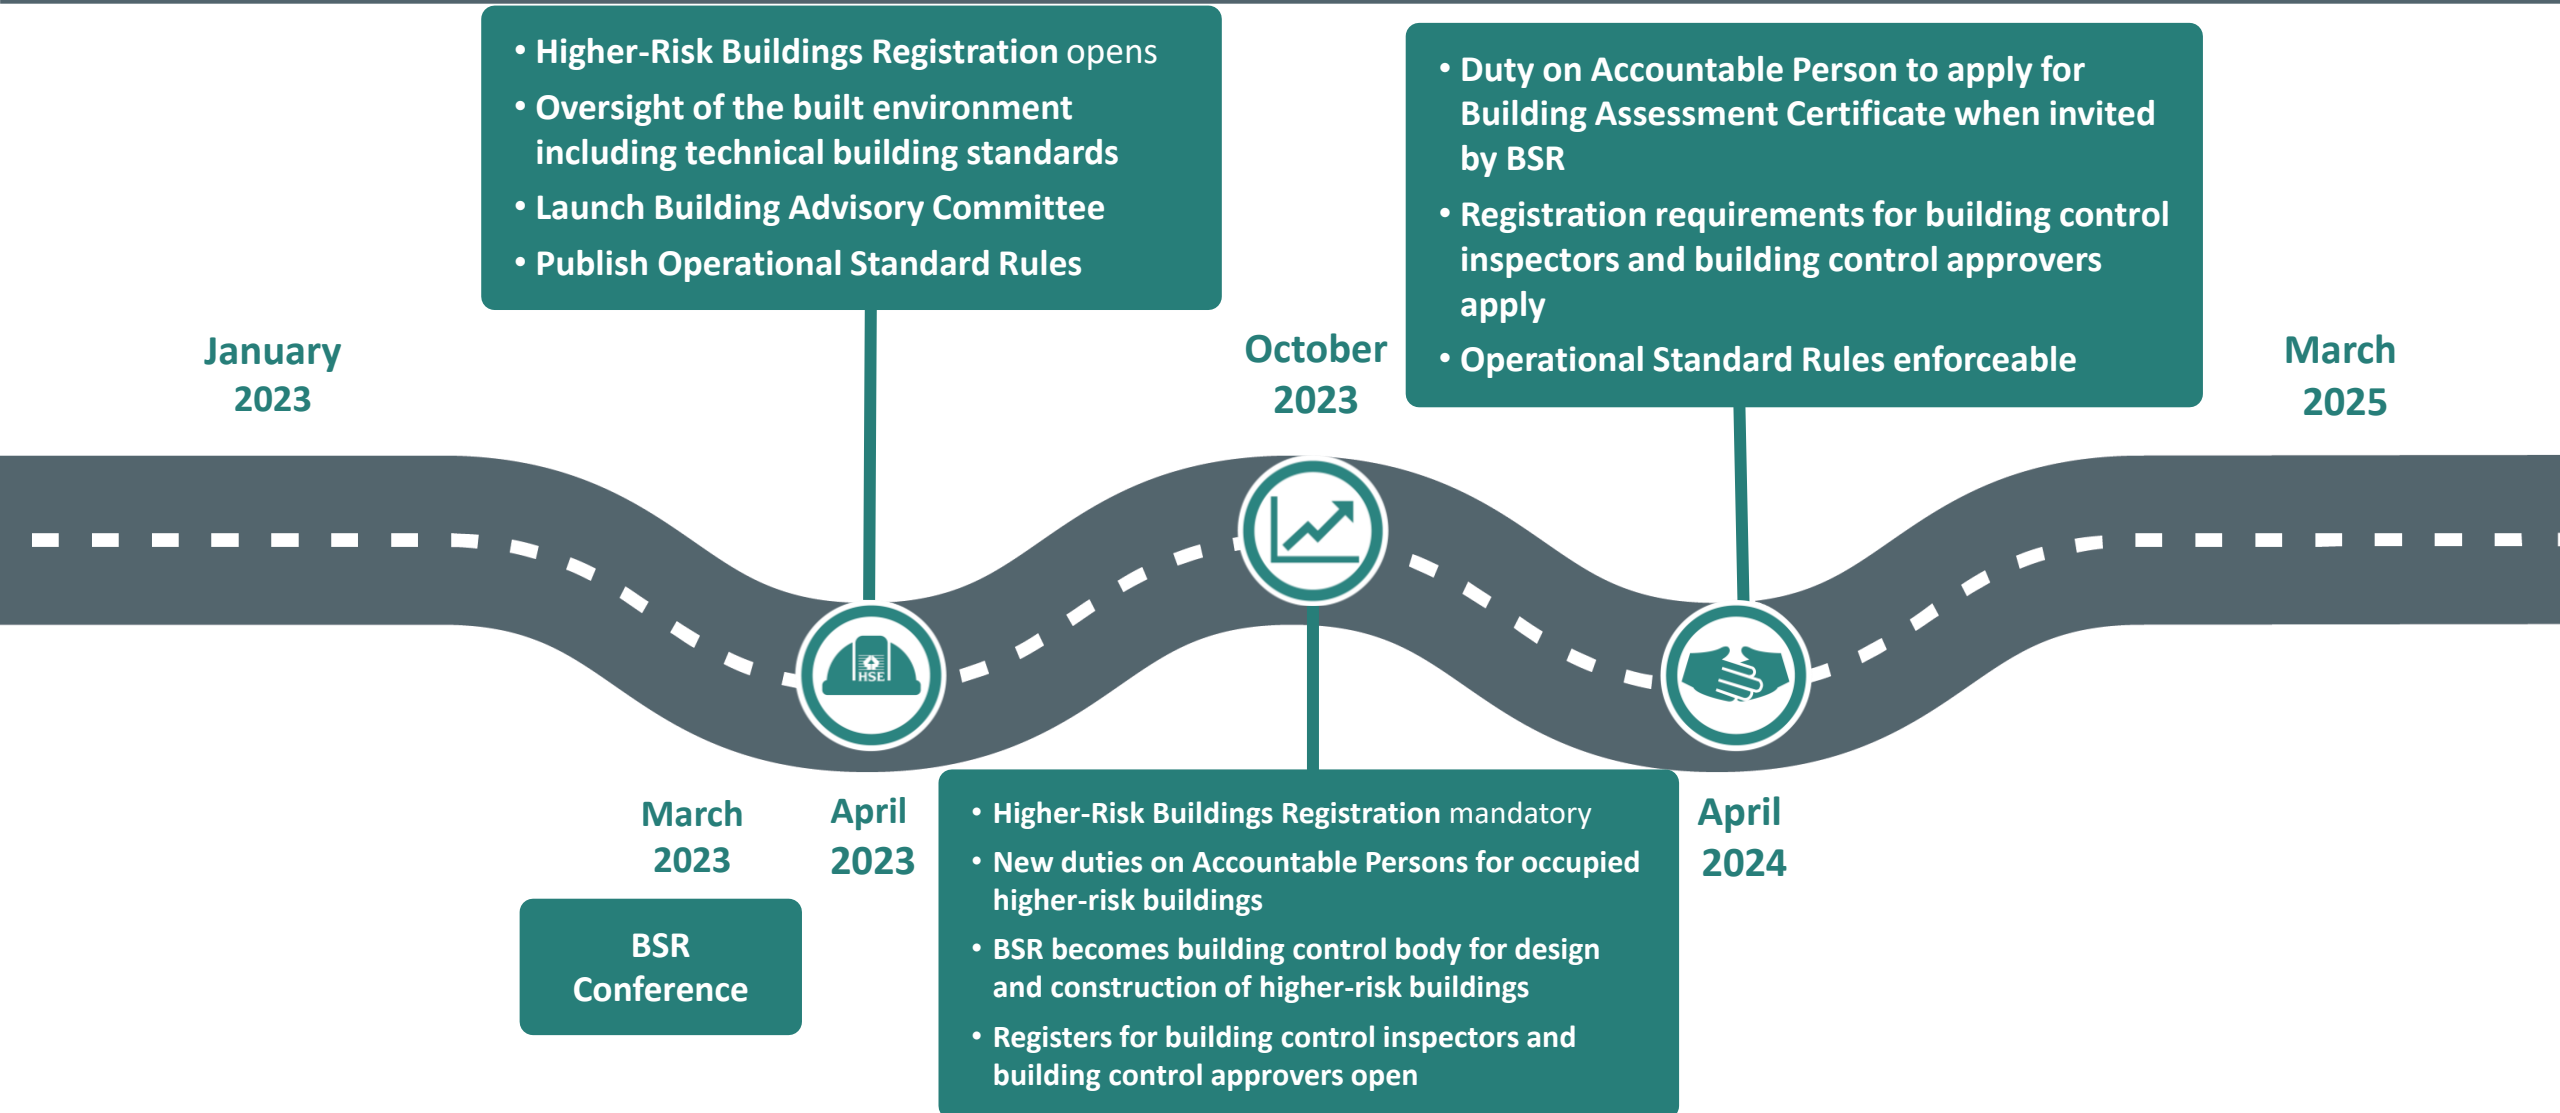 • Higher-Risk Buildings Registration opens
• Oversight of the built environment
including technical building standards
• Launch Building Advisory Committee
• Publish Operational Standard Rules
• Duty on Accountable Person to apply for
Building Assessment Certificate when invited
by BSR
• Registration requirements for building control
inspectors and building control approvers
apply
• Operational Standard Rules enforceable
January
2023
October
2023
March
2025
HSE
March
2023
April
2023
April
2024
BSR
Conference
• Higher-Risk Buildings Registration mandatory
• New duties on Accountable Persons for occupied
higher-risk buildings
• BSR becomes building control body for design
and construction of higher-risk buildings
• Registers for building control inspectors and
building control approvers open